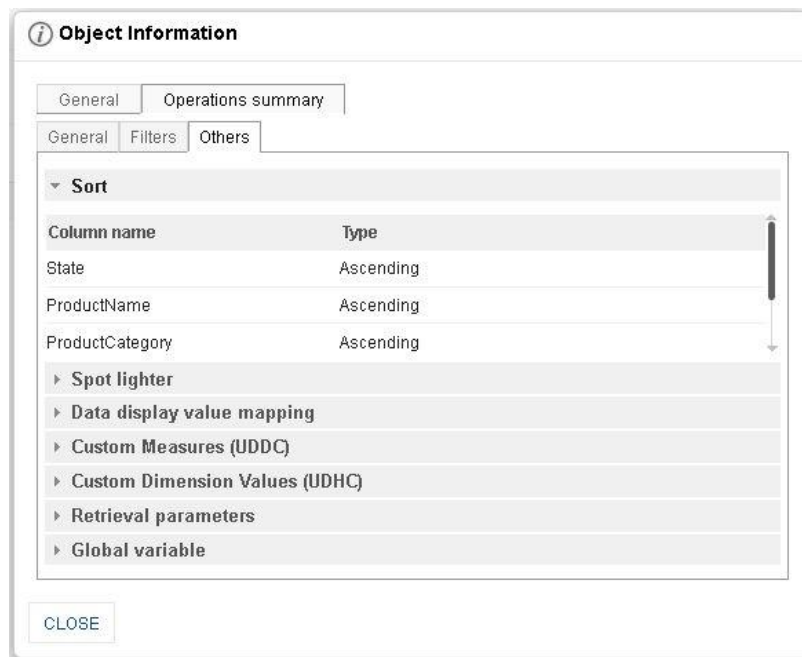 Object Information
General Operations summary
General Filters Others
Sort
Column name Type
State Ascending
ProductName Ascending
ProductCategory Ascending
Spot lighter
Data display value mapping
Custom Measures (UDDC)
Custom Dimension Values (UDHC)
Retrieval parameters
Global variable
CLOSE